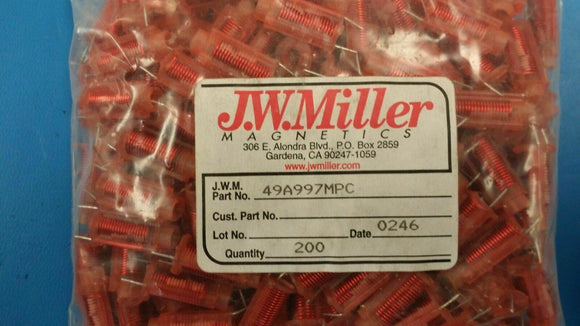 J.W.Miller
MAGNETICS
306 E. Alondra Blvd., P.O. Box 2859
Gardena, CA 90247-1059
www.jwmiller.com
J.W.M.
Part No. 49A997MPC
Cust. Part No.
Lot No. Date 0246
Quantity 200